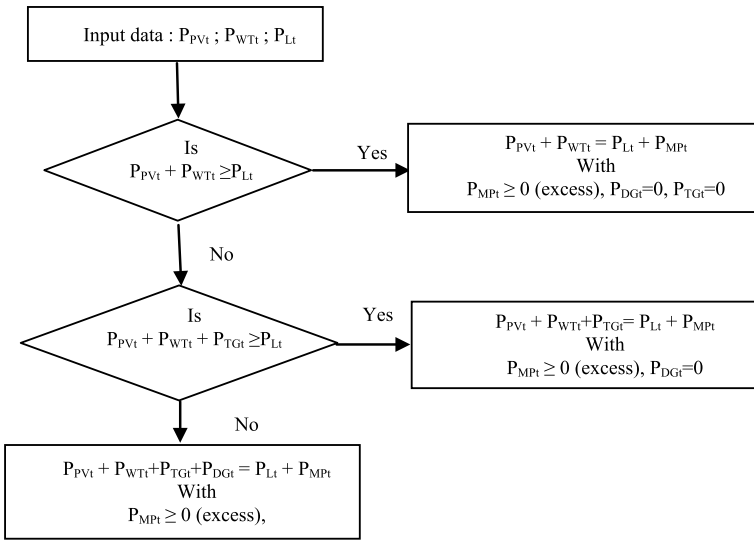 Input data : P_PVt ; P_WTt ; P_Lt
Is
P_PVt + P_WTt ≥P_Lt
Yes
P_PVt + P_WTt = P_Lt + P_MPt
With
P_MPt ≥ 0 (excess), P_DGt=0, P_TGt=0
No
Is
P_PVt + P_WTt + P_TGt ≥P_Lt
Yes
P_PVt + P_WTt+P_TGt= P_Lt + P_MPt
With
P_MPt ≥ 0 (excess), P_DGt=0
No
P_PVt + P_WTt+P_TGt+P_DGt = P_Lt + P_MPt
With
P_MPt ≥ 0 (excess),